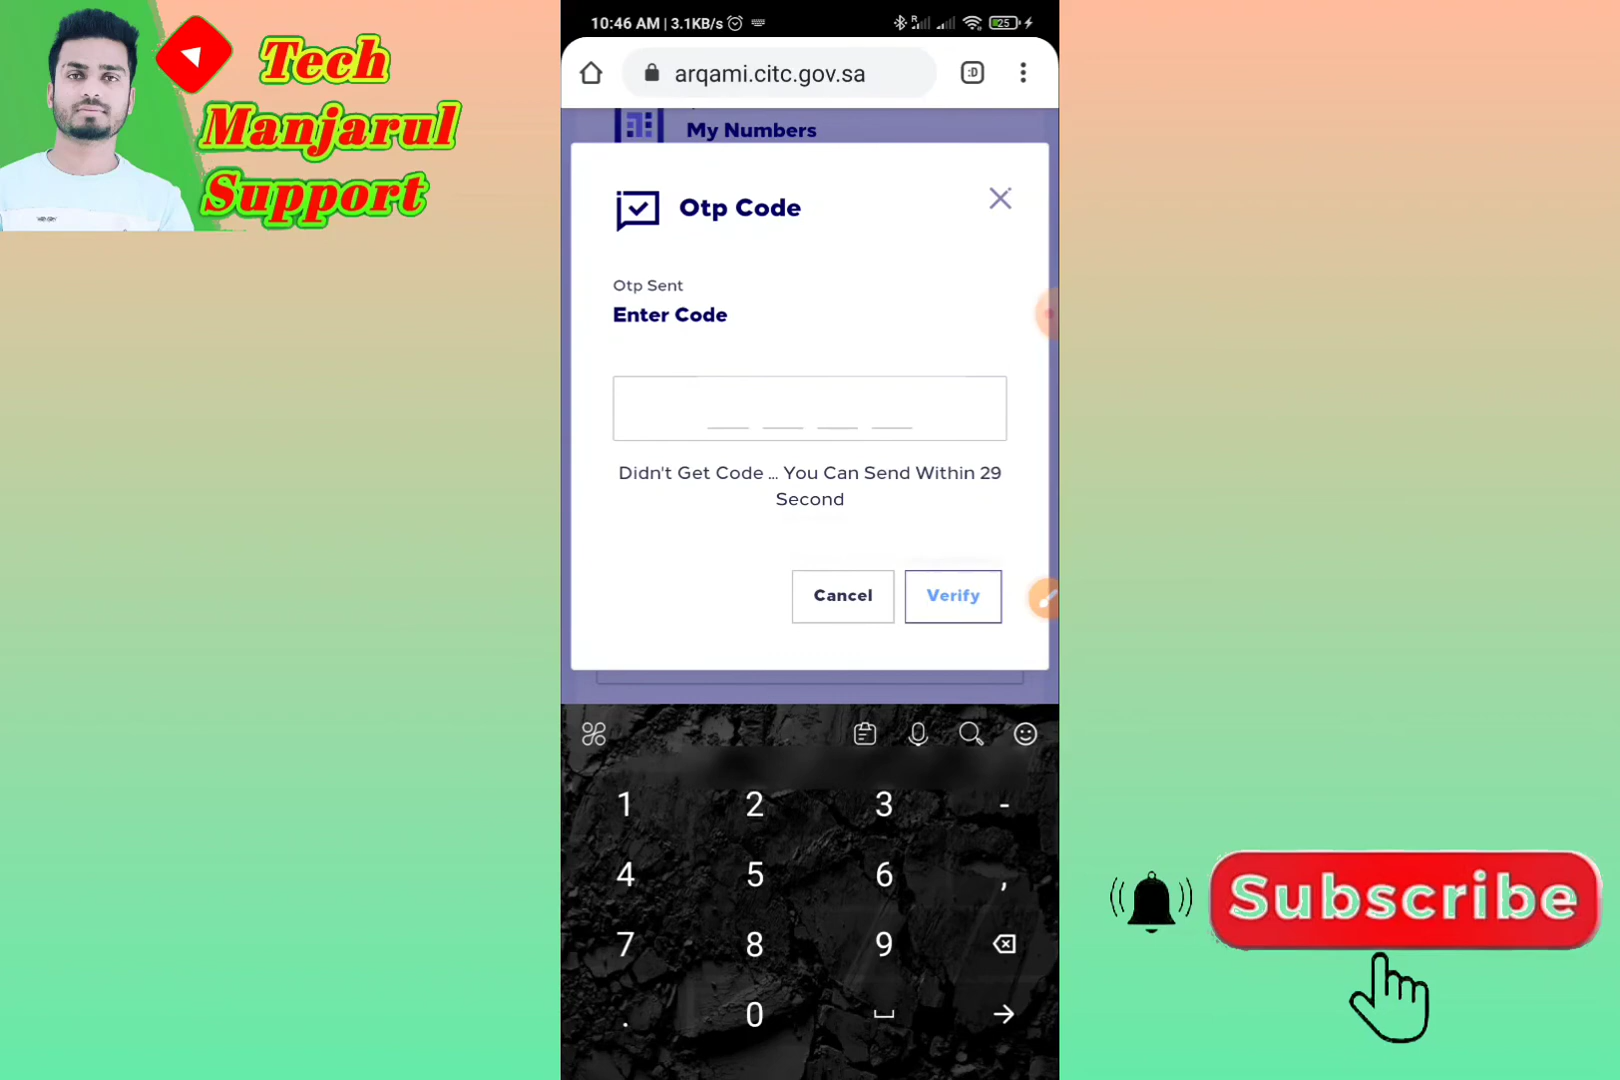 Tech
Manjarul
Support
10:46 AM | 3.1KB/s
R
25
arqami.citc.gov.sa
:D
My Numbers
Otp Code
Otp Sent
Enter Code
Didn't Get Code ... You Can Send Within 29
Second
Cancel
Verify
1 2 3 -
4 5 6 ,
7 8 9
. 0
Subscribe